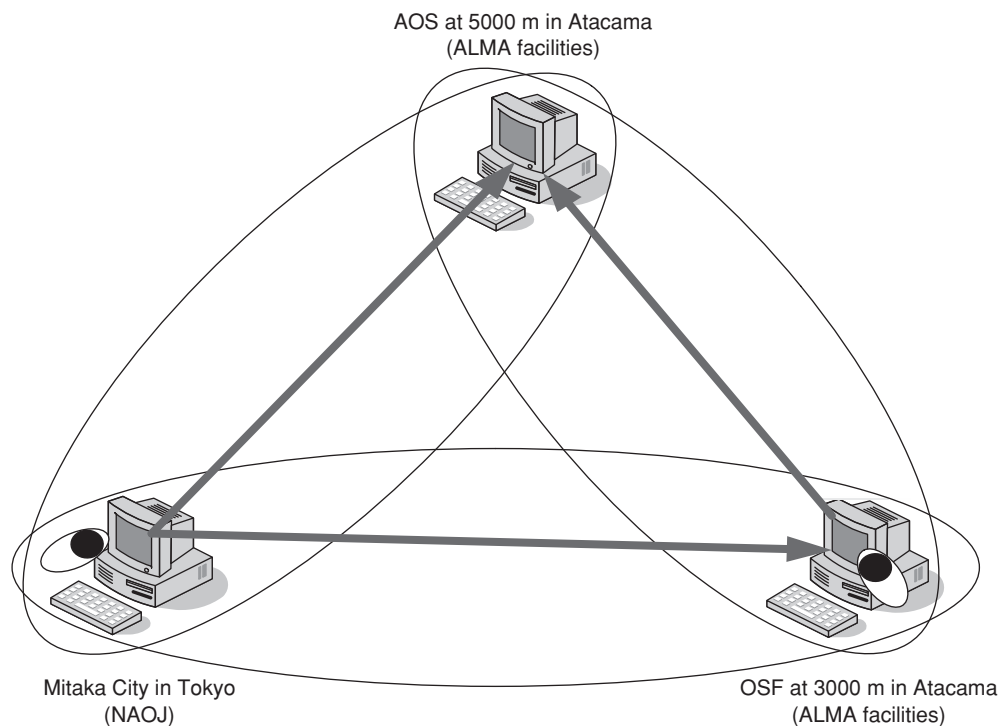 AOS at 5000 m in Atacama
(ALMA facilities)
Mitaka City in Tokyo
(NAOJ)
OSF at 3000 m in Atacama
(ALMA facilities)